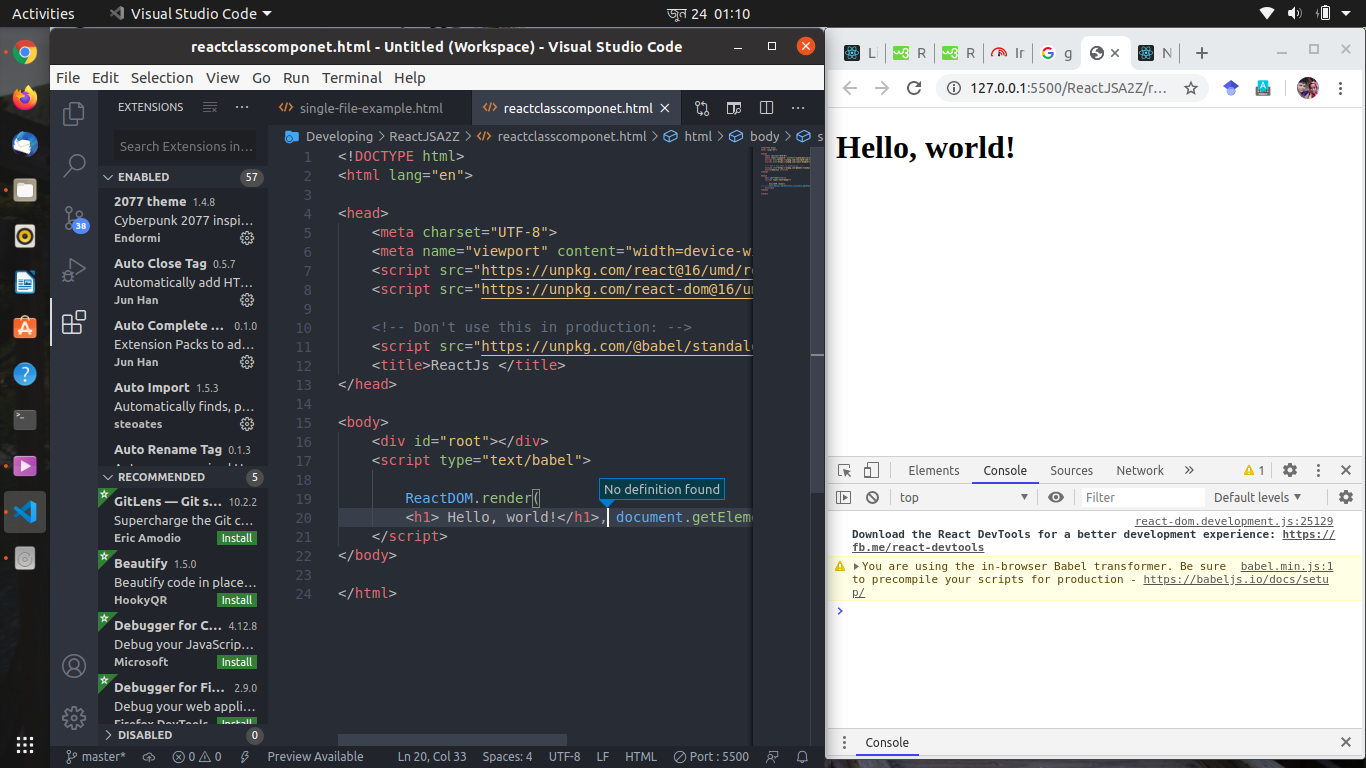 Activities Visual Studio Code জুন 24 01:10
reactclasscomponet.html - Untitled (Workspace) - Visual Studio Code
File Edit Selection View Go Run Terminal Help
EXTENSIONS
Search Extensions in...
ENABLED 57
2077 theme 1.4.8
Cyberpunk 2077 inspi...
Endormi
Auto Close Tag 0.5.7
Automatically add HT...
Jun Han
Auto Complete ... 0.1.0
Extension Packs to ad...
Jun Han
Auto Import 1.5.3
Automatically finds, p...
steoates
Auto Rename Tag 0.1.3
RECOMMENDED 5
GitLens — Git s... 10.2.2
Supercharge the Git c...
Eric Amodio Install
Beautify 1.5.0
Beautify code in place...
HookyQR Install
Debugger for C... 4.12.8
Debug your JavaScrip...
Microsoft Install
Debugger for Fi... 2.9.0
Debug your web appli...
Firefox DevTools Install
DISABLED 0
38
single-file-example.html reactclasscomponet.html
Developing > ReactJSA2Z > reactclasscomponet.html > html > body > s
1 <!DOCTYPE html>
2 <html lang="en">
3
4 <head>
5 <meta charset="UTF-8">
6 <meta name="viewport" content="width=device-wi
7 <script src="https://unpkg.com/react@16/umd/re
8 <script src="https://unpkg.com/react-dom@16/um
9
10 <!-- Don't use this in production: -->
11 <script src="https://unpkg.com/@babel/standalo
12 <title>ReactJs </title>
13 </head>
14
15 <body>
16 <div id="root"></div>
17 <script type="text/babel">
18
No definition found
19 ReactDOM.render(
20 <h1> Hello, world!</h1>, document.getEleme
21 </script>
22 </body>
23
24 </html>
master* 0 0 Preview Available Ln 20, Col 33 Spaces: 4 UTF-8 LF HTML Port : 5500
R R Ir g N
127.0.0.1:5500/ReactJSA2Z/r...
Hello, world!
Elements Console Sources Network » 1
top Filter Default levels
react-dom.development.js:25129
Download the React DevTools for a better development experience: https://
fb.me/react-devtools
You are using the in-browser Babel transformer. Be sure babel.min.js:1
to precompile your scripts for production - https://babeljs.io/docs/setu
p/
Console